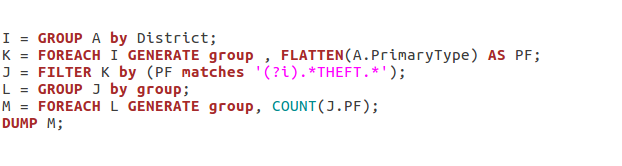 I = GROUP A by District;
K = FOREACH I GENERATE group , FLATTEN(A.PrimaryType) AS PF;
J = FILTER K by (PF matches '(?i).*THEFT.*');
L = GROUP J by group;
M = FOREACH L GENERATE group, COUNT(J.PF);
DUMP M;